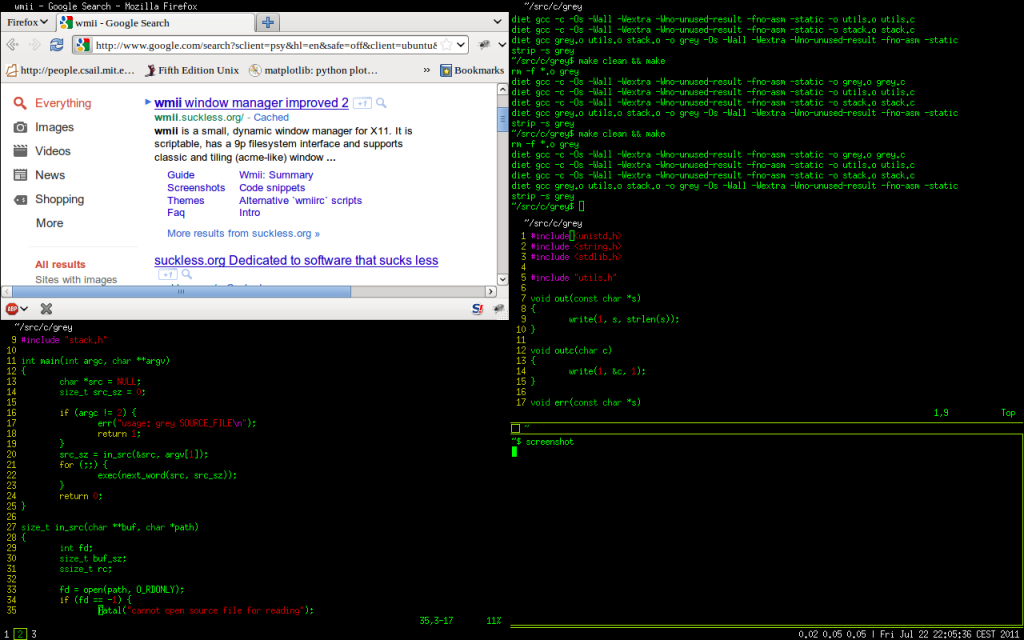 wmii - Google Search - Mozilla Firefox
Firefox
wmii - Google Search
http://www.google.com/search?sclient=psy&hl=en&safe=off&client=ubuntu&
http://people.csail.mit.e...
Fifth Edition Unix
matplotlib: python plot...
»
Bookmarks
Everything
Images
Videos
News
Shopping
More
All results
Sites with images
wmii window manager improved 2
+1
wmii.suckless.org/ - Cached
wmii is a small, dynamic window manager for X11. It is
scriptable, has a 9p filesystem interface and supports
classic and tiling (acme-like) window ...
Guide Wmii: Summary
Screenshots Code snippets
Themes Alternative `wmiirc` scripts
Faq Intro
More results from suckless.org »
suckless.org Dedicated to software that sucks less
+1
ABP
~/src/c/grey
9 #include "stack.h"
10
11 int main(int argc, char **argv)
12 {
13 char *src = NULL;
14 size_t src_sz = 0;
15
16 if (argc != 2) {
17 err("usage: grey SOURCE_FILE\n");
18 return 1;
19 }
20 src_sz = in_src(&src, argv[1]);
21 for (;;) {
22 exec(next_word(src, src_sz));
23 }
24 return 0;
25 }
26
27 size_t in_src(char **buf, char *path)
28 {
29 int fd;
30 size_t buf_sz;
31 ssize_t rc;
32
33 fd = open(path, O_RDONLY);
34 if (fd == -1) {
35 fatal("cannot open source file for reading");
35,3-17 11%
~/src/c/grey
diet gcc -c -Os -Wall -Wextra -Wno-unused-result -fno-asm -static -o utils.o utils.c
diet gcc -c -Os -Wall -Wextra -Wno-unused-result -fno-asm -static -o stack.o stack.c
diet gcc grey.o utils.o stack.o -o grey -Os -Wall -Wextra -Wno-unused-result -fno-asm -static
strip -s grey
~/src/c/grey$ make clean && make
rm -f *.o grey
diet gcc -c -Os -Wall -Wextra -Wno-unused-result -fno-asm -static -o grey.o grey.c
diet gcc -c -Os -Wall -Wextra -Wno-unused-result -fno-asm -static -o utils.o utils.c
diet gcc -c -Os -Wall -Wextra -Wno-unused-result -fno-asm -static -o stack.o stack.c
diet gcc grey.o utils.o stack.o -o grey -Os -Wall -Wextra -Wno-unused-result -fno-asm -static
strip -s grey
~/src/c/grey$ make clean && make
rm -f *.o grey
diet gcc -c -Os -Wall -Wextra -Wno-unused-result -fno-asm -static -o grey.o grey.c
diet gcc -c -Os -Wall -Wextra -Wno-unused-result -fno-asm -static -o utils.o utils.c
diet gcc -c -Os -Wall -Wextra -Wno-unused-result -fno-asm -static -o stack.o stack.c
diet gcc grey.o utils.o stack.o -o grey -Os -Wall -Wextra -Wno-unused-result -fno-asm -static
strip -s grey
~/src/c/grey$
~/src/c/grey
1 #include <unistd.h>
2 #include <string.h>
3 #include <stdlib.h>
4
5 #include "utils.h"
6
7 void out(const char *s)
8 {
9 write(1, s, strlen(s));
10 }
11
12 void outc(char c)
13 {
14 write(1, &c, 1);
15 }
16
17 void err(const char *s)
1,9 Top
~
~$ screenshot
1 2 3
0.02 0.05 0.05 | Fri Jul 22 22:05:36 CEST 2011